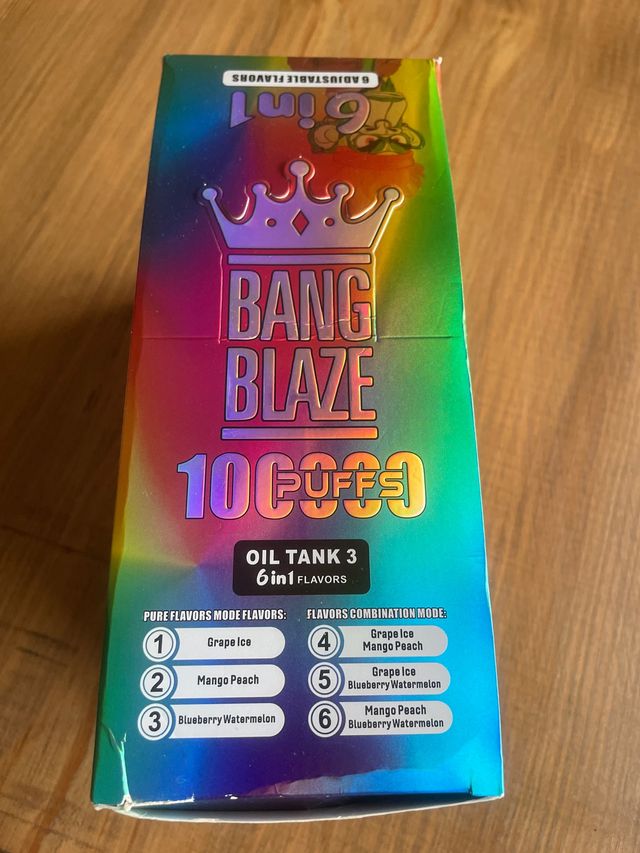 6 ADJUSTABLE FLAVORS
6in1
BANG
BLAZE
100000
PUFFS
OIL TANK 3
6in1 FLAVORS
PURE FLAVORS MODE FLAVORS:
1 Grape Ice
2 Mango Peach
3 Blueberry Watermelon
FLAVORS COMBINATION MODE:
4 Grape Ice
Mango Peach
5 Grape Ice
Blueberry Watermelon
6 Mango Peach
Blueberry Watermelon